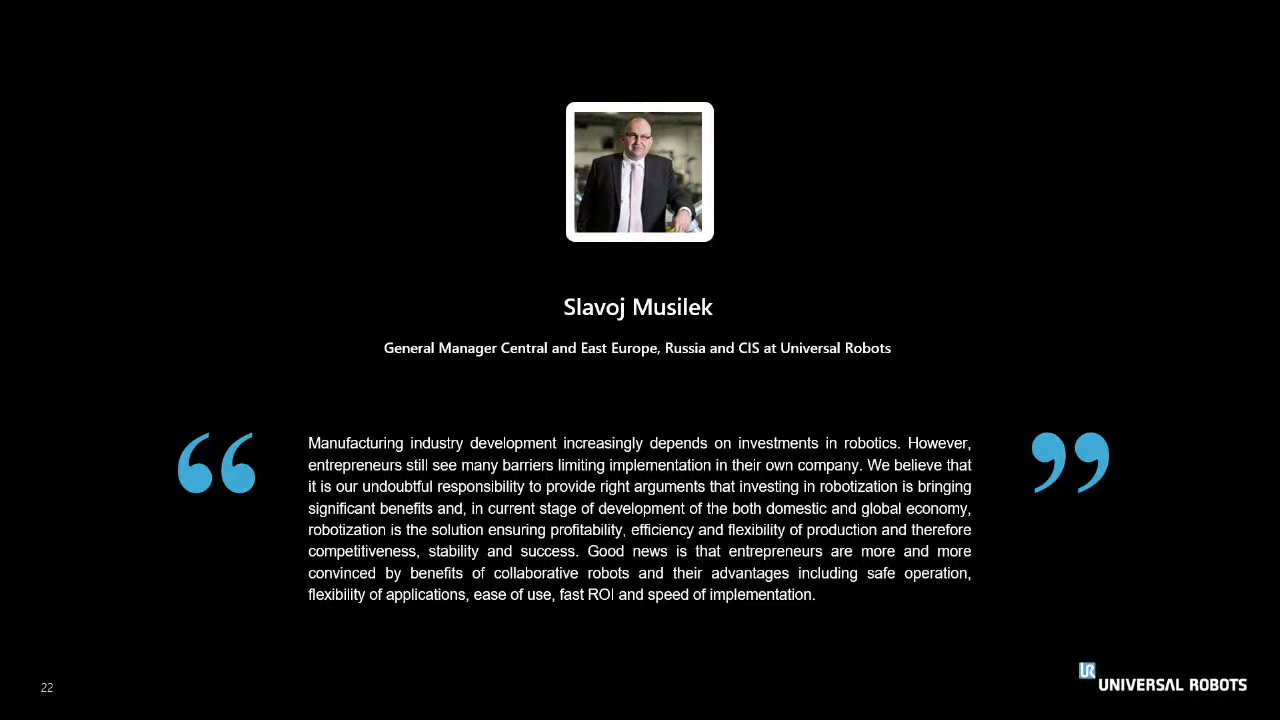 Slavoj Musilek
General Manager Central and East Europe, Russia and CIS at Universal Robots
“ ”
Manufacturing industry development increasingly depends on investments in robotics. However,
entrepreneurs still see many barriers limiting implementation in their own company. We believe that
it is our undoubtful responsibility to provide right arguments that investing in robotization is bringing
significant benefits and, in current stage of development of the both domestic and global economy,
robotization is the solution ensuring profitability, efficiency and flexibility of production and therefore
competitiveness, stability and success. Good news is that entrepreneurs are more and more
convinced by benefits of collaborative robots and their advantages including safe operation,
flexibility of applications, ease of use, fast ROI and speed of implementation.
22
UR
UNIVERSAL ROBOTS